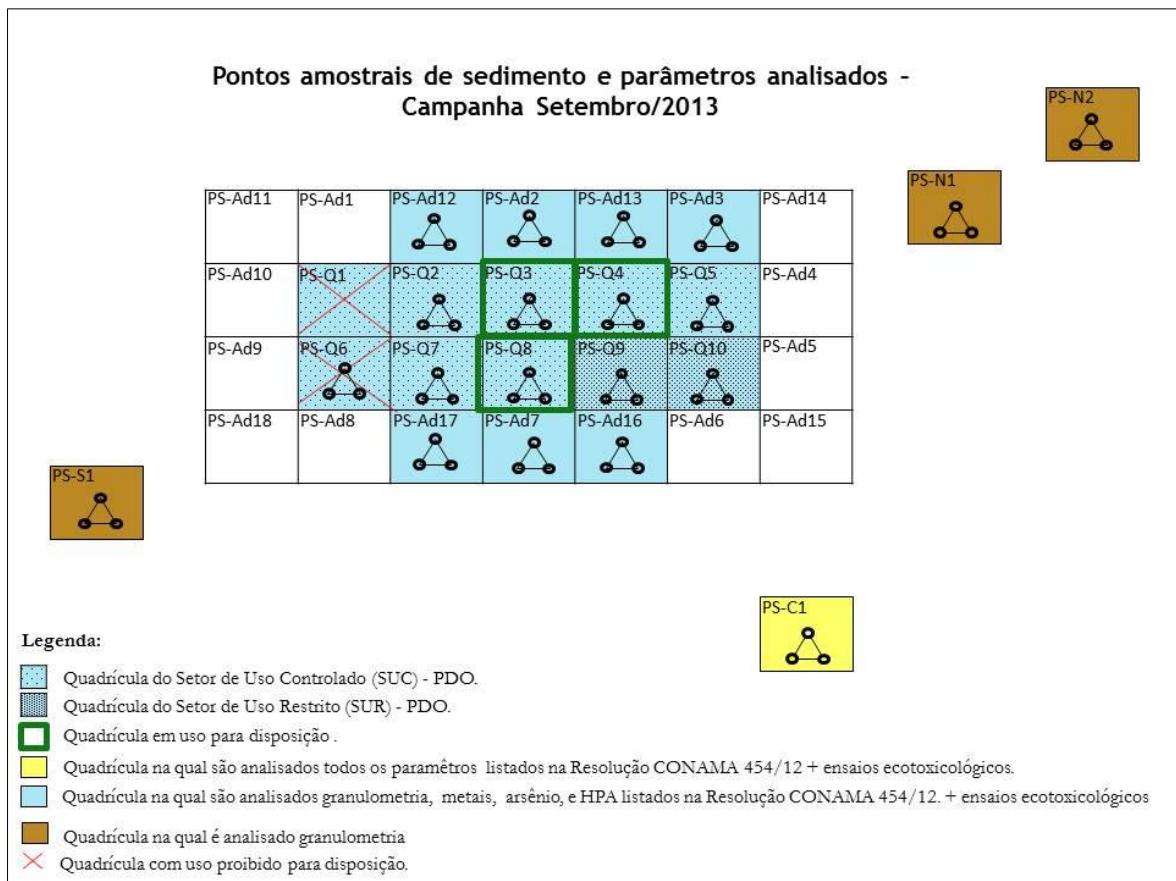 Pontos amostrais de sedimento e parâmetros analisados -
Campanha Setembro/2013
PS-N2
PS-N1
PS-Ad11 PS-Ad1 PS-Ad12 PS-Ad2 PS-Ad13 PS-Ad3 PS-Ad14
PS-Ad10 PS-Q1 PS-Q2 PS-Q3 PS-Q4 PS-Q5 PS-Ad4
PS-Ad9 PS-Q6 PS-Q7 PS-Q8 PS-Q9 PS-Q10 PS-Ad5
PS-Ad18 PS-Ad8 PS-Ad17 PS-Ad7 PS-Ad16 PS-Ad6 PS-Ad15
PS-S1
PS-C1
Legenda:
Quadrícula do Setor de Uso Controlado (SUC) - PDO.
Quadrícula do Setor de Uso Restrito (SUR) - PDO.
Quadrícula em uso para disposição .
Quadrícula na qual são analisados todos os paramêtros listados na Resolução CONAMA 454/12 + ensaios ecotoxicológicos.
Quadrícula na qual são analisados granulometria, metais, arsênio, e HPA listados na Resolução CONAMA 454/12. + ensaios ecotoxicológicos
Quadrícula na qual é analisado granulometria
Quadrícula com uso proibido para disposição.